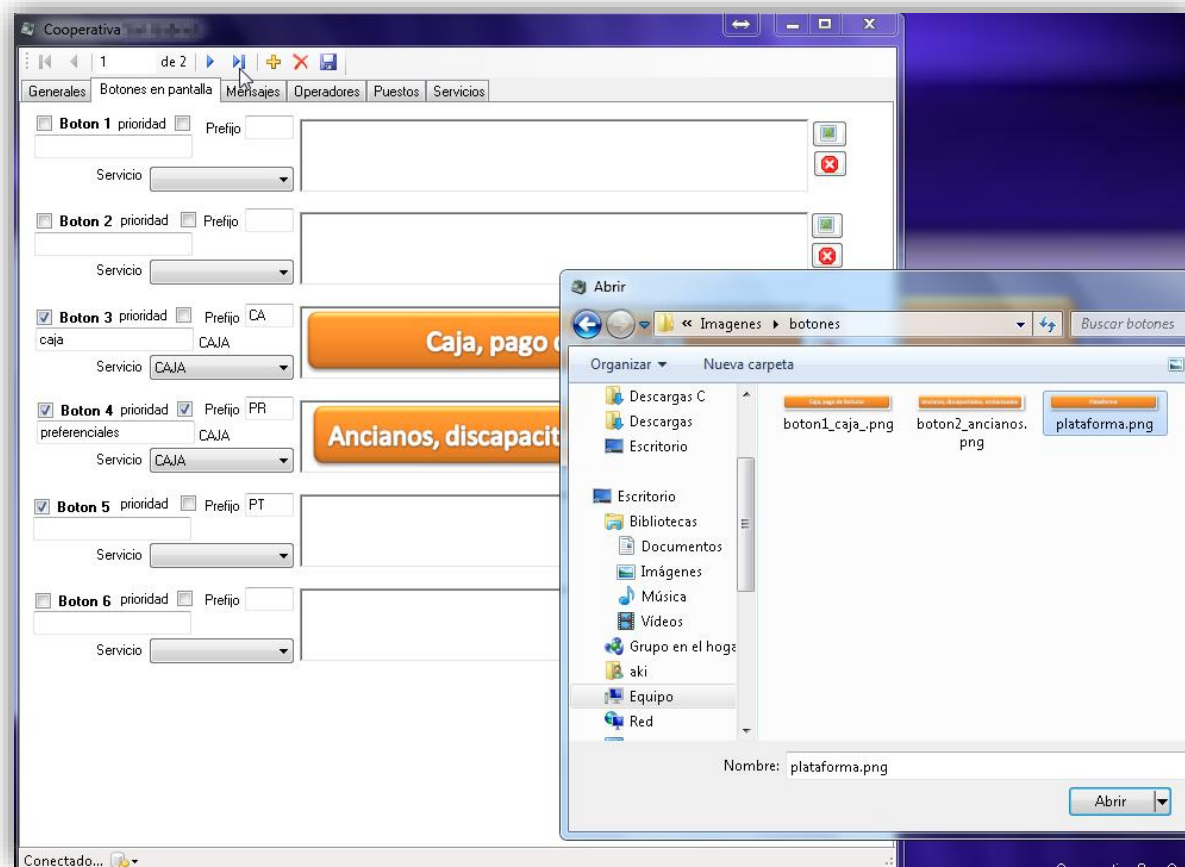 Cooperativa
1 de 2
Generales Botones en pantalla Mensajes Operadores Puestos Servicios
Boton 1 prioridad Prefijo
Servicio
Boton 2 prioridad Prefijo
Servicio
Boton 3 prioridad Prefijo CA
caja CAJA
Servicio CAJA
Caja, pago
Boton 4 prioridad Prefijo PR
preferenciales CAJA
Servicio CAJA
Ancianos, discapacit
Boton 5 prioridad Prefijo PT
Servicio
Boton 6 prioridad Prefijo
Servicio
Conectado...
Abrir
« Imagenes botones
Buscar botones
Organizar Nueva carpeta
Descargas C
Descargas
Escritorio
Escritorio
Bibliotecas
Documentos
Imágenes
Música
Vídeos
Grupo en el hoga
aki
Equipo
Red
boton1_caja_.png
boton2_ancianos.
png
plataforma.png
Nombre: plataforma.png
Abrir